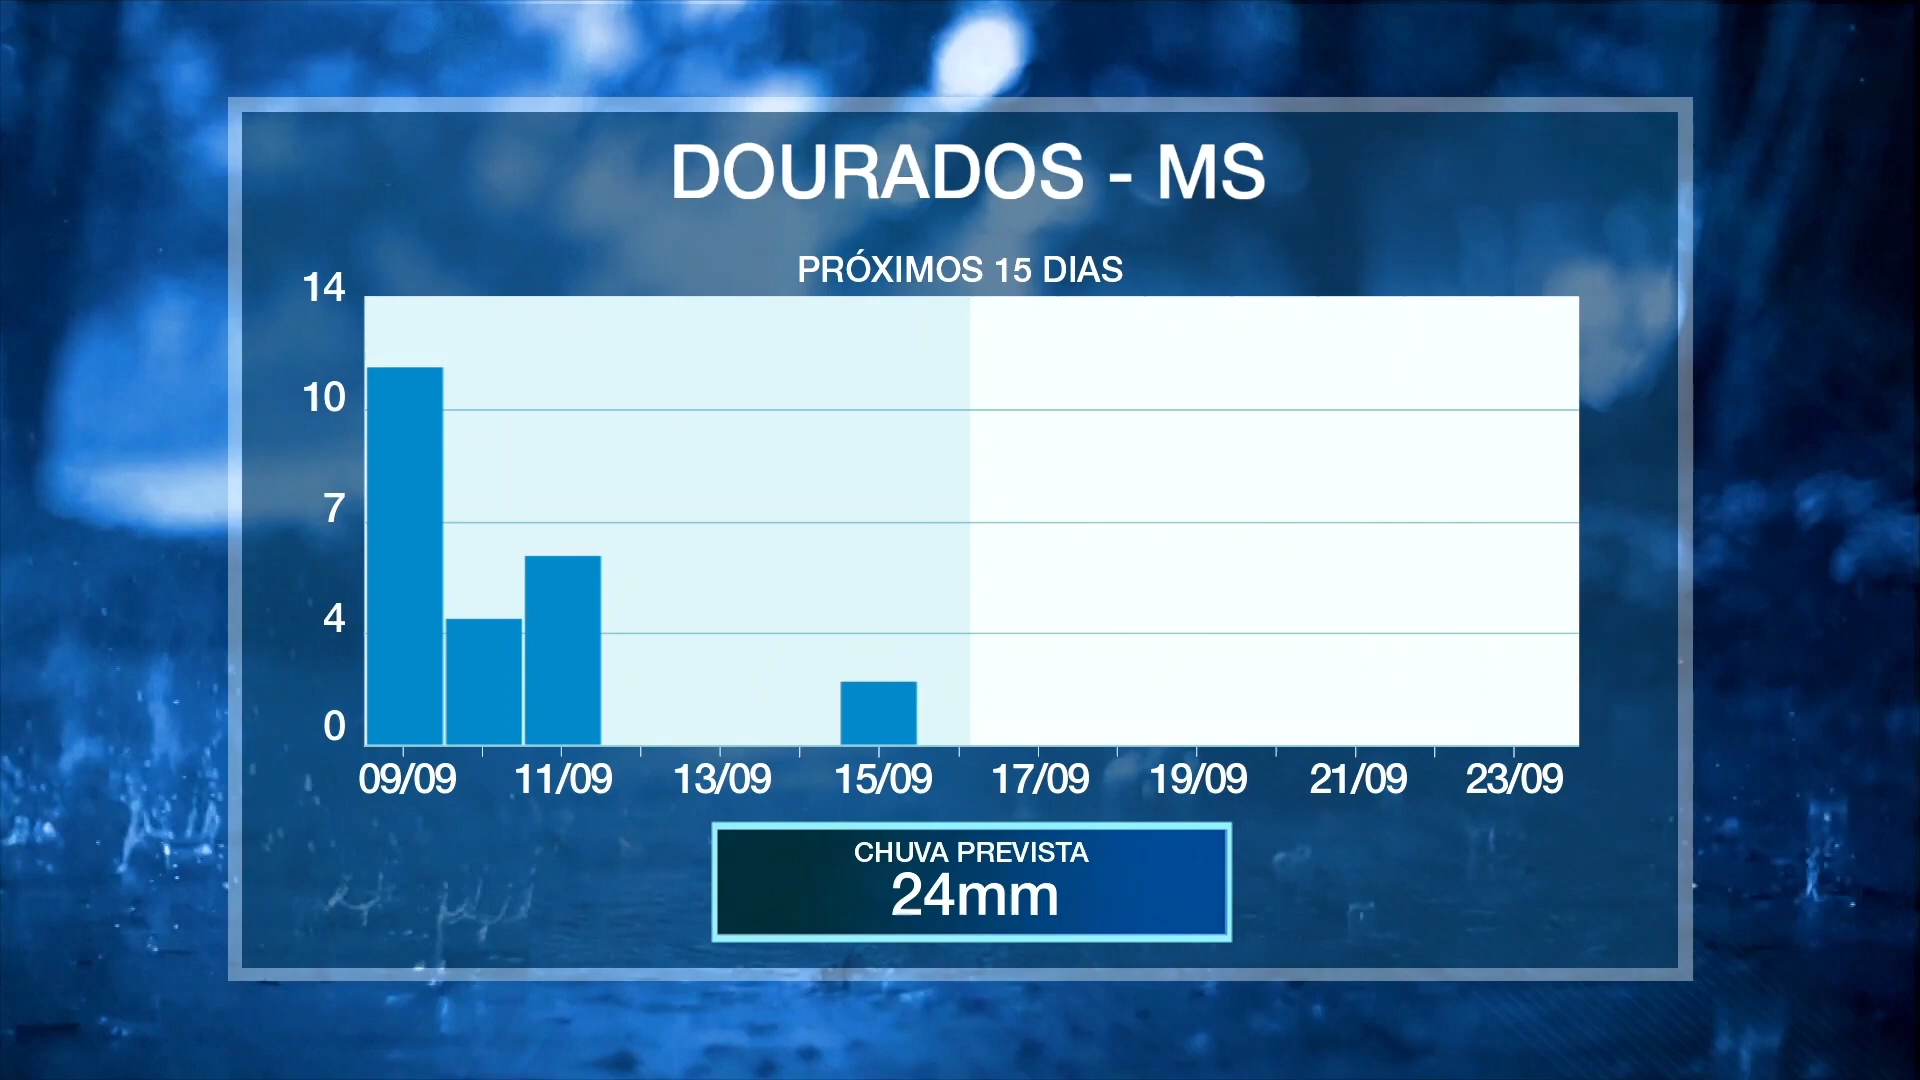 DOURADOS - MS
PRÓXIMOS 15 DIAS
14
10
7
4
0
09/09 11/09 13/09 15/09 17/09 19/09 21/09 23/09
CHUVA PREVISTA
24mm